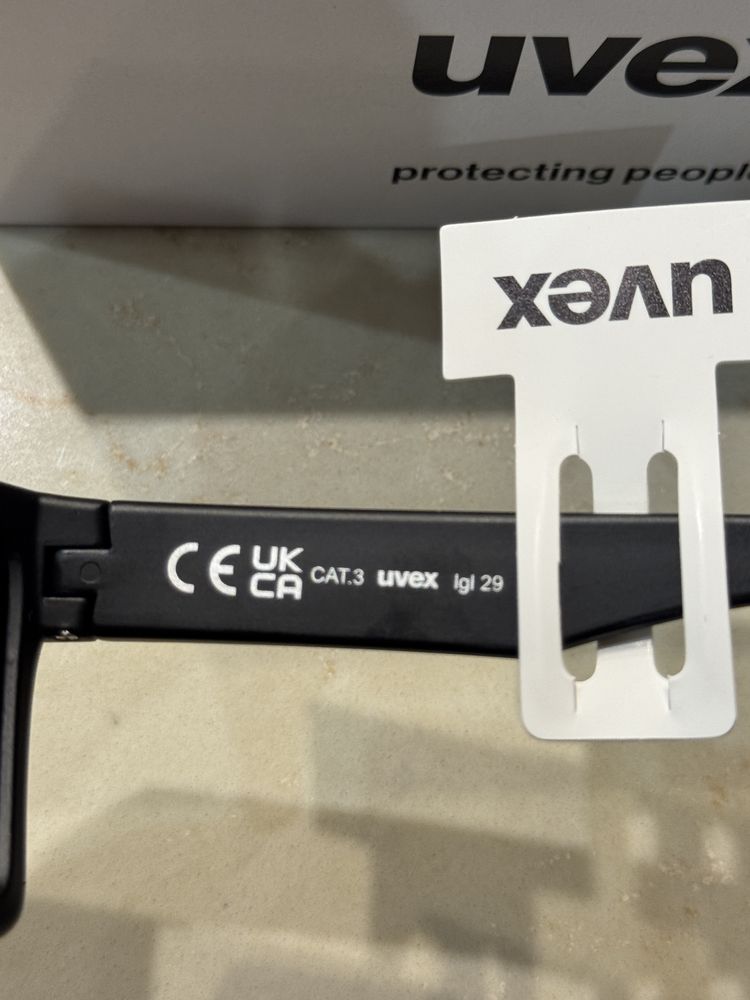 uvex
protecting people
uvex
CE UK CA CAT.3 uvex lgl 29